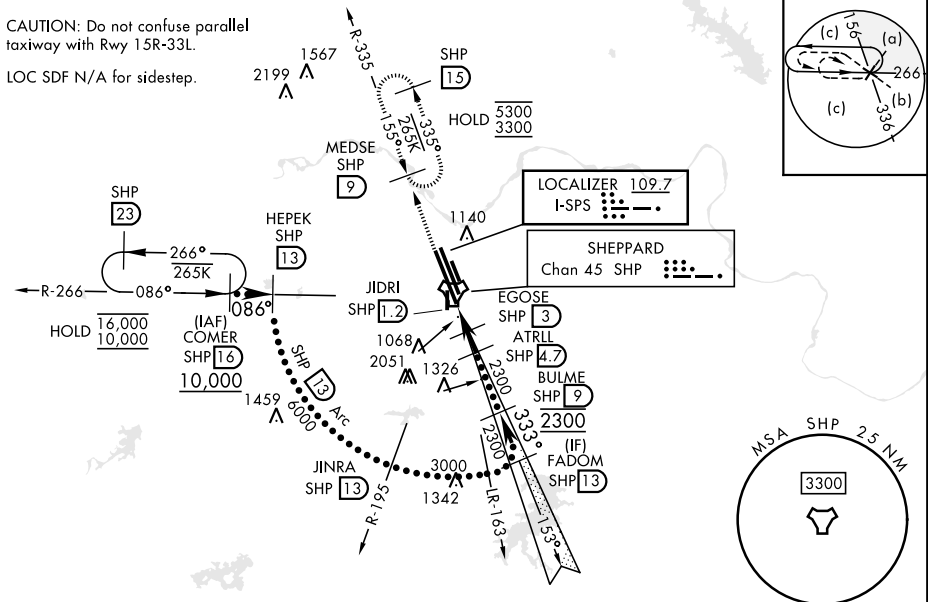 CAUTION: Do not confuse parallel
taxiway with Rwy 15R-33L.
LOC SDF N/A for sidestep.
2199
1567
R-335
SHP
15
HOLD 5300
3300
335°
265K
155°
MEDSE
SHP
9
(c)
156
(a)
266
(b)
(c)
336
LOCALIZER 109.7
I-SPS
1140
SHEPPARD
Chan 45 SHP
SHP
23
266°
265K
R-266
086°
086°
HOLD 16,000
10,000
(IAF)
COMER
SHP 16
10,000
HEPEK
SHP
13
JIDRI
SHP 1.2
1068
2051
1326
EGOSE
SHP 3
ATRLL
SHP 4.7
BULME
SHP 9
2300
2300
2300
333°
(IF)
FADOM
SHP 13
1459
SHP 13 Arc
6000
JINRA
SHP 13
3000
1342
R-195
LR-163
153°
MSA SHP 25 NM
3300